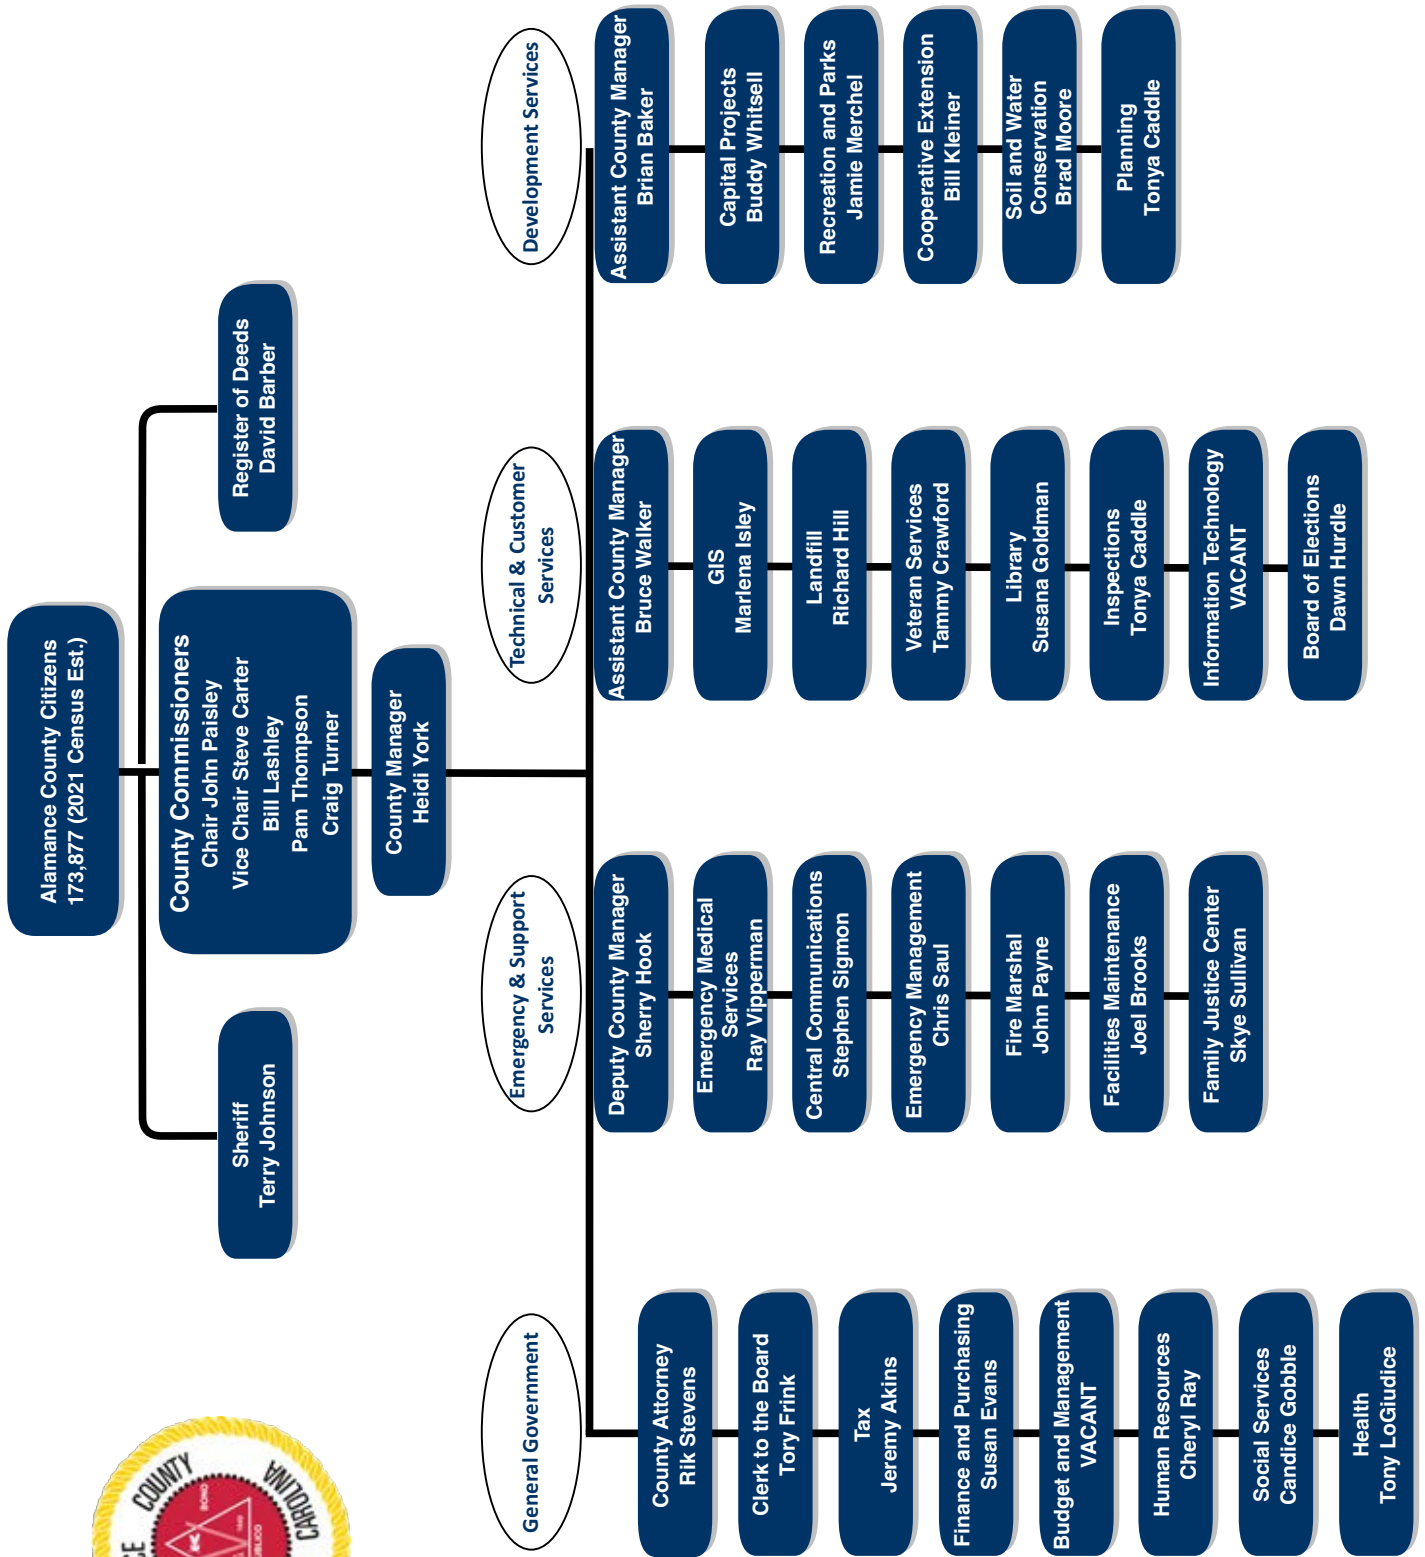 Alamance County Citizens
173,877 (2021 Census Est.)
Sheriff
Terry Johnson
County Commissioners
Chair John Paisley
Vice Chair Steve Carter
Bill Lashley
Pam Thompson
Craig Turner
Register of Deeds
David Barber
County Manager
Heidi York
COUNTY
CAROLINA
General Government
County Attorney
Rik Stevens
Clerk to the Board
Tory Frink
Tax
Jeremy Akins
Finance and Purchasing
Susan Evans
Budget and Management
VACANT
Human Resources
Cheryl Ray
Social Services
Candice Gobble
Health
Tony LoGiudice
Emergency & Support
Services
Deputy County Manager
Sherry Hook
Emergency Medical
Services
Ray Vipperman
Central Communications
Stephen Sigmon
Emergency Management
Chris Saul
Fire Marshal
John Payne
Facilities Maintenance
Joel Brooks
Family Justice Center
Skye Sullivan
Technical & Customer
Services
Assistant County Manager
Bruce Walker
GIS
Marlena Isley
Landfill
Richard Hill
Veteran Services
Tammy Crawford
Library
Susana Goldman
Inspections
Tonya Caddle
Information Technology
VACANT
Board of Elections
Dawn Hurdle
Development Services
Assistant County Manager
Brian Baker
Capital Projects
Buddy Whitsell
Recreation and Parks
Jamie Merchel
Cooperative Extension
Bill Kleiner
Soil and Water
Conservation
Brad Moore
Planning
Tonya Caddle